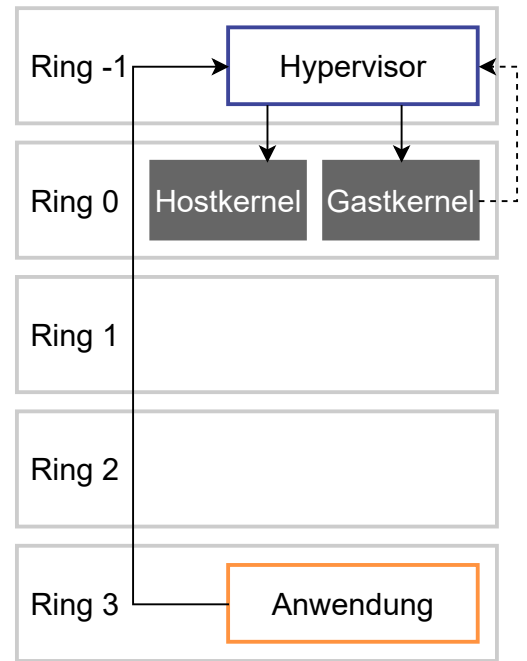 Ring -1
Hypervisor
Ring 0
Hostkernel
Gastkernel
Ring 1
Ring 2
Ring 3
Anwendung